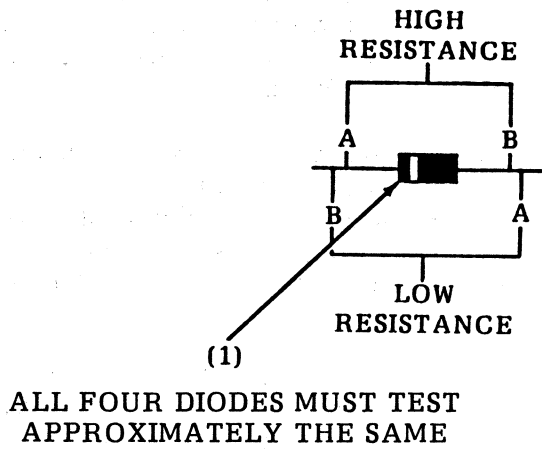 HIGH
RESISTANCE
A
B
B
A
LOW
RESISTANCE
(1)
ALL FOUR DIODES MUST TEST
APPROXIMATELY THE SAME